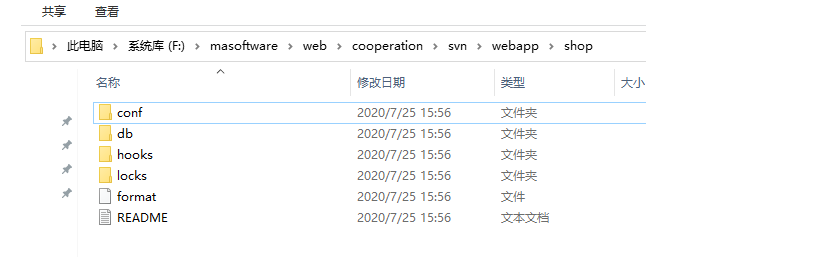 共享 查看
此电脑 › 系统库 (F:) › masoftware › web › cooperation › svn › webapp › shop
名称 修改日期 类型 大小
conf 2020/7/25 15:56 文件夹
db 2020/7/25 15:56 文件夹
hooks 2020/7/25 15:56 文件夹
locks 2020/7/25 15:56 文件夹
format 2020/7/25 15:56 文件
README 2020/7/25 15:56 文本文档